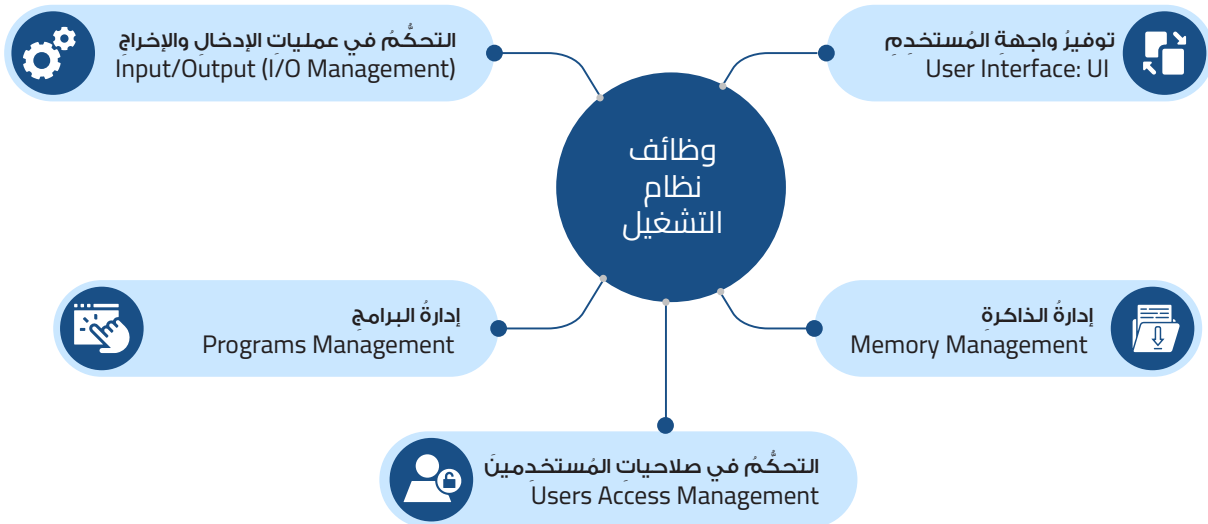 وظائف
نظام
التشغيل
توفيرُ واجهةِ المُستخدِمِ
User Interface: UI
التحكُّمُ في عملياتِ الإدخالِ والإخراجِ
Input/Output (I/O Management)
إدارةُ الذاكرةِ
Memory Management
إدارةُ البرامجِ
Programs Management
التحكُّمُ في صلاحياتِ المُستخدِمينَ
Users Access Management